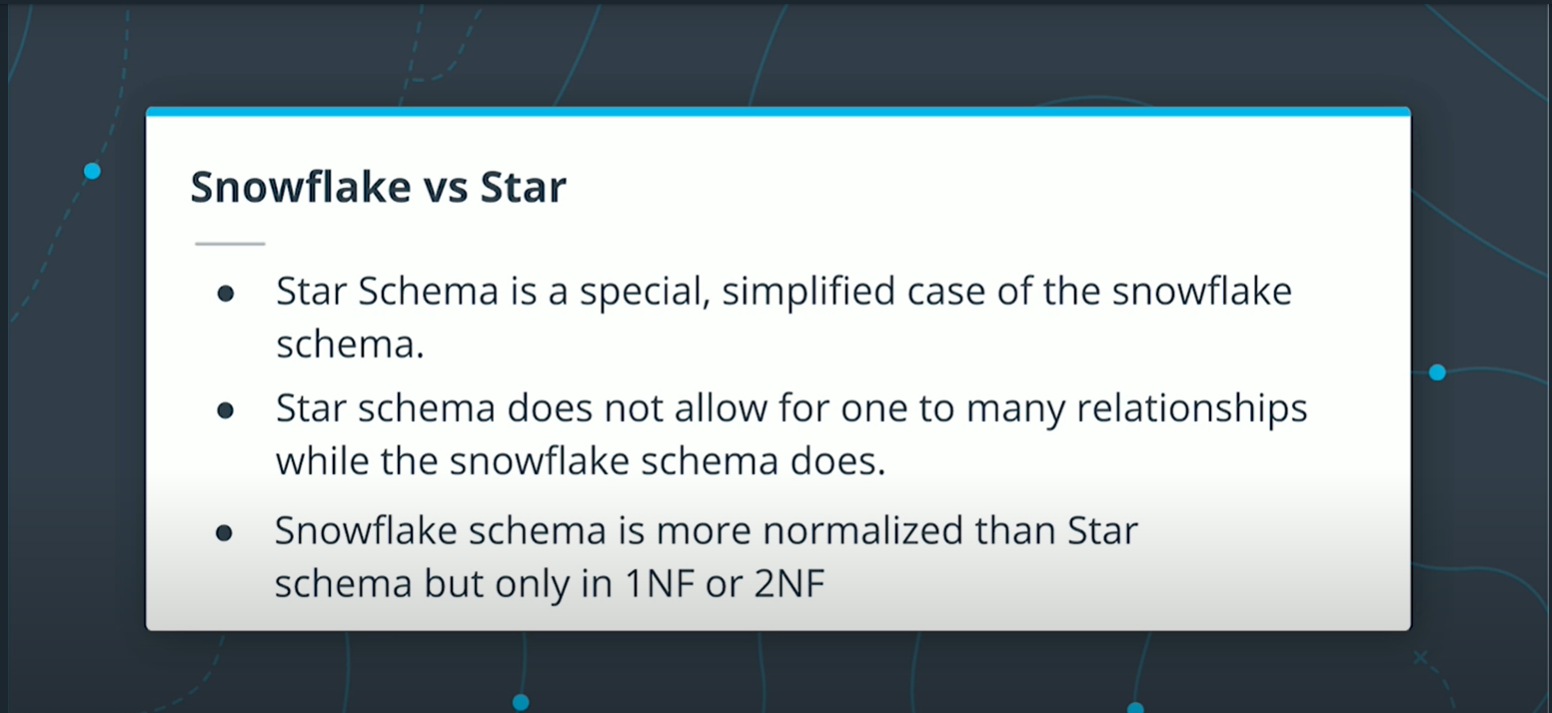 Snowflake vs Star
● Star Schema is a special, simplified case of the snowflake
schema.
● Star schema does not allow for one to many relationships
while the snowflake schema does.
● Snowflake schema is more normalized than Star
schema but only in 1NF or 2NF